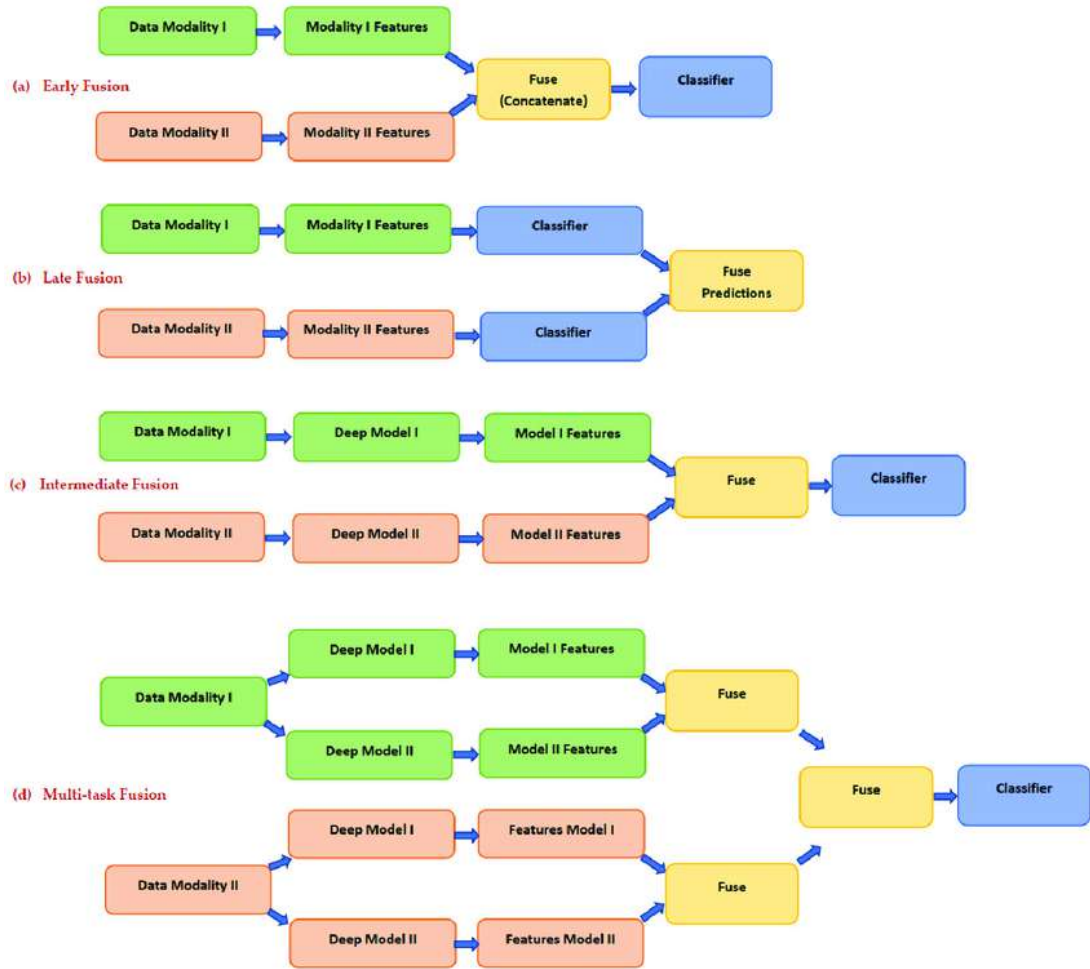 Data Modality I
Modality I Features
(a) Early Fusion
Fuse
(Concatenate)
Classifier
Data Modality II
Modality II Features
Data Modality I
Modality I Features
Classifier
(b) Late Fusion
Fuse
Predictions
Data Modality II
Modality II Features
Classifier
Data Modality I
Deep Model I
Model I Features
(c) Intermediate Fusion
Fuse
Classifier
Data Modality II
Deep Model II
Model II Features
Deep Model I
Model I Features
Data Modality I
Fuse
Deep Model II
Model II Features
(d) Multi-task Fusion
Fuse
Classifier
Deep Model I
Features Model I
Data Modality II
Fuse
Deep Model II
Features Model II